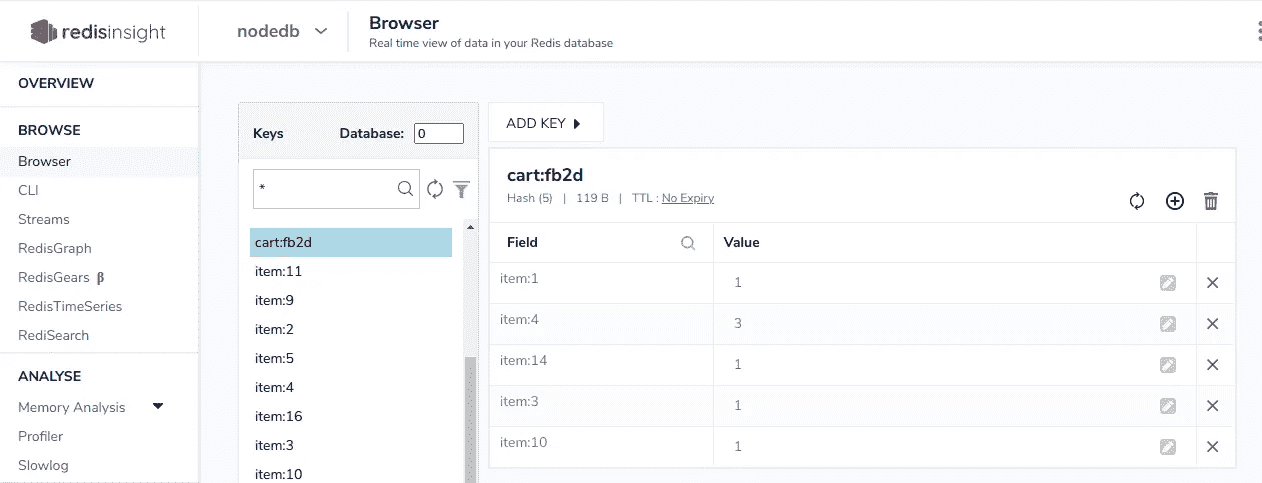 redisinsight
nodedb
Browser
Real time view of data in your Redis database
OVERVIEW
BROWSE
Browser
CLI
Streams
RedisGraph
RedisGears β
RedisTimeSeries
RediSearch
ANALYSE
Memory Analysis
Profiler
Slowlog
Keys Database: 0
*
cart:fb2d
item:11
item:9
item:2
item:5
item:4
item:16
item:3
item:10
ADD KEY
cart:fb2d
Hash (5) | 119 B | TTL : No Expiry
Field Value
item:1 1
item:4 3
item:14 1
item:3 1
item:10 1